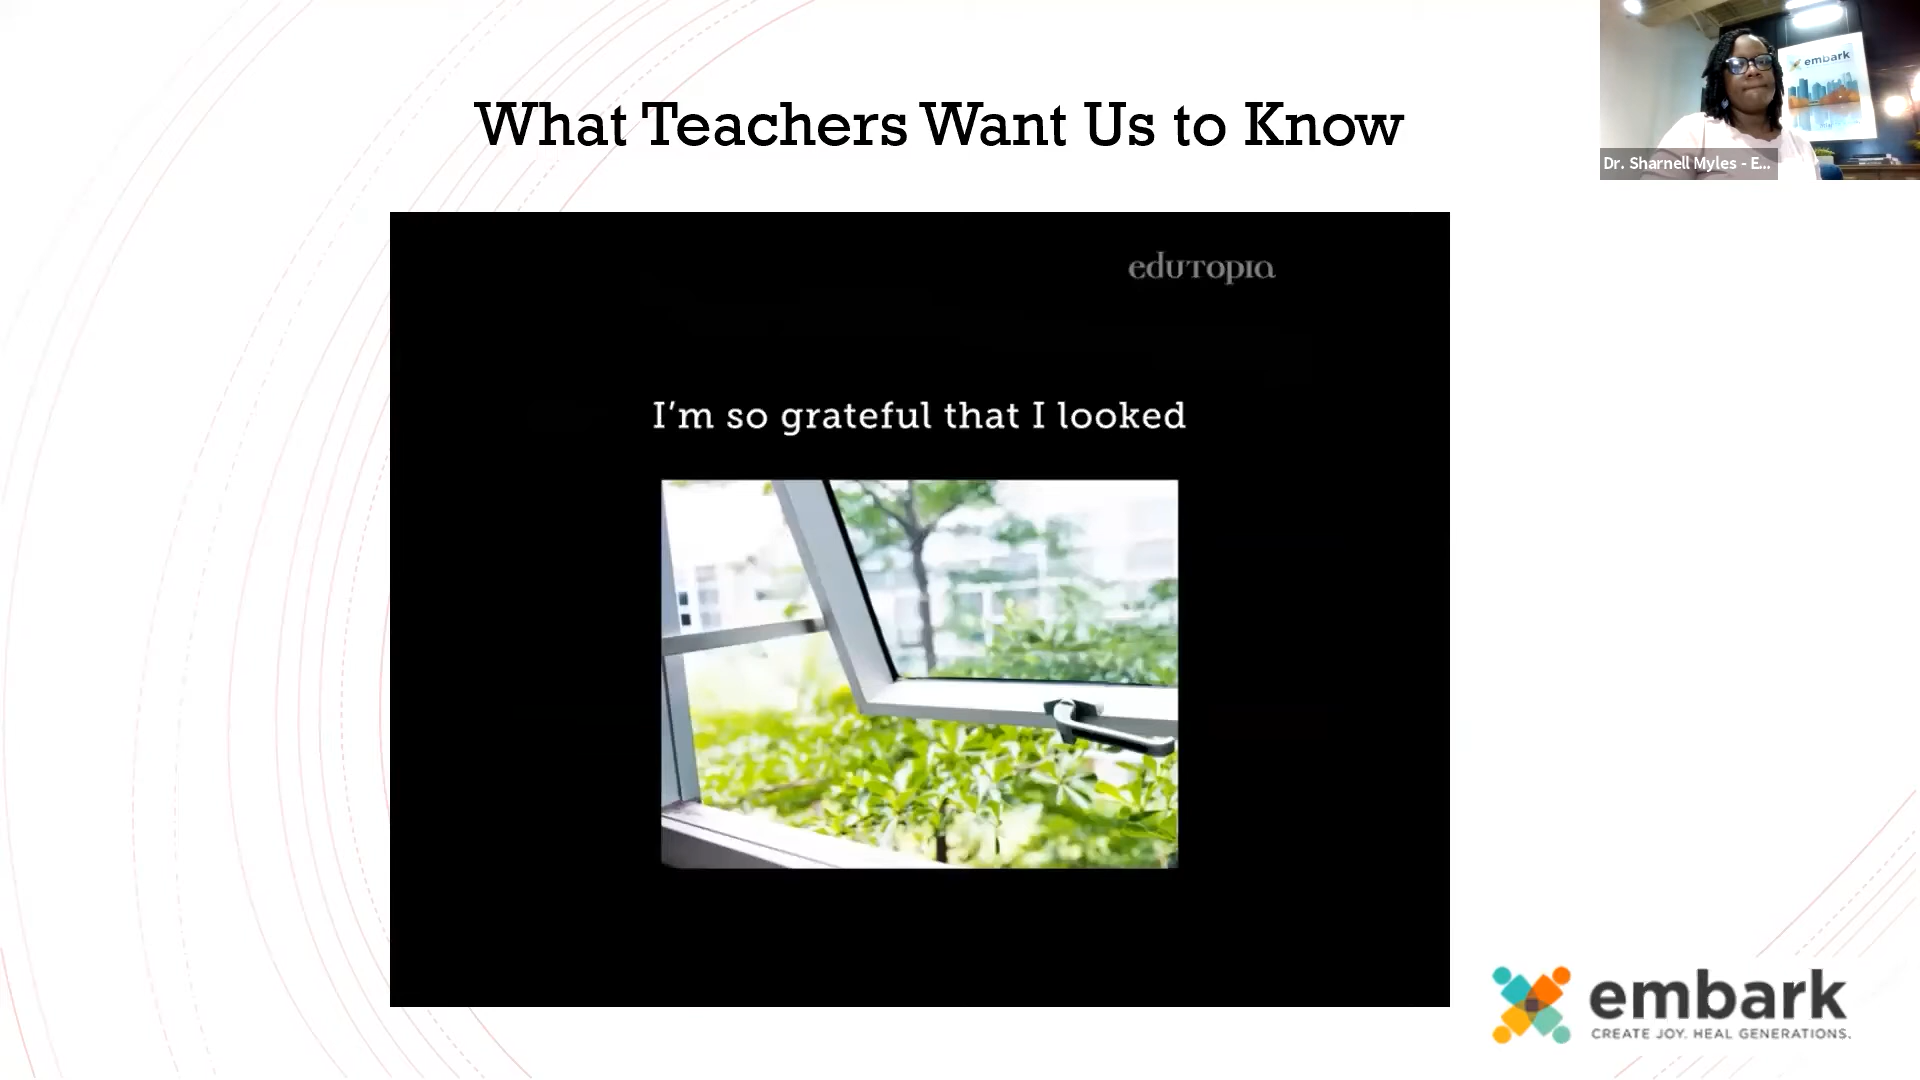 What Teachers Want Us to Know
embark
Dr. Sharnell Myles - E...
edutopia
I'm so grateful that I looked
embark
CREATE JOY. HEAL GENERATIONS.